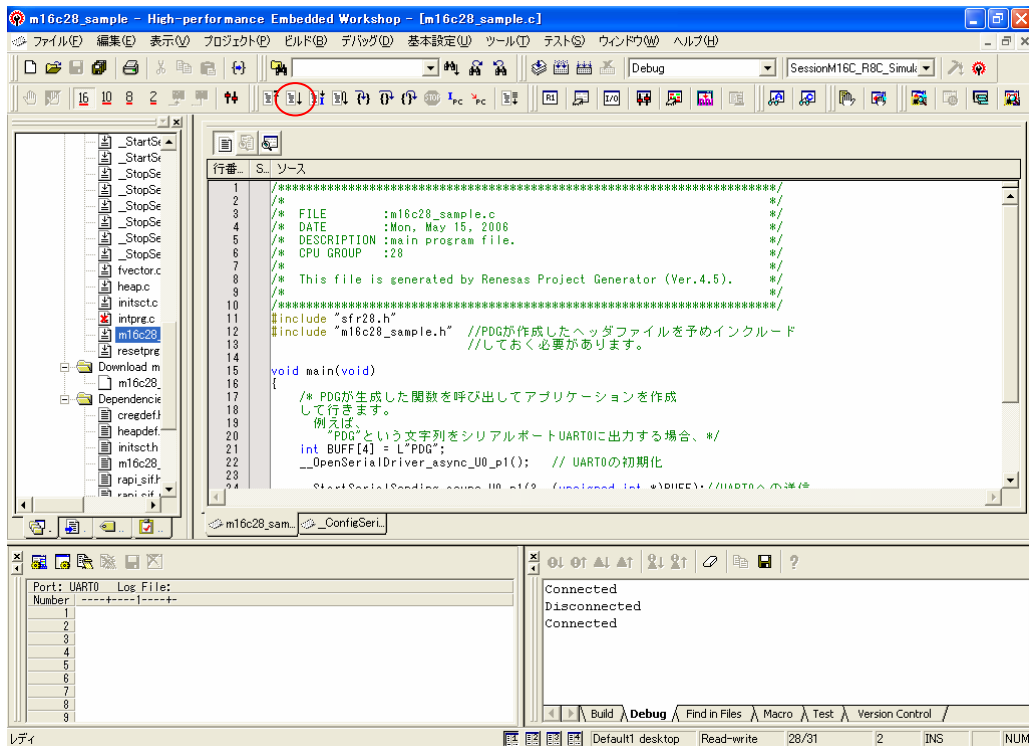 m16c28_sample - High-performance Embedded Workshop - [m16c28_sample.c]
ファイル(F) 編集(E) 表示(V) プロジェクト(P) ビルド(B) デバッグ(D) 基本設定(U) ツール(T) テスト(S) ウィンドウ(W) ヘルプ(H)
Debug SessionM16C_R8C_Simul
16 10 8 2
_StartSe
_StartSe
_StopSe
_StopSe
_StopSe
_StopSe
_StopSe
_StopSe
fvector.c
heap.c
initsct.c
intprg.c
m16c28_
resetprg
Download m
m16c28_
Dependencie
cregdef.h
heapdef.
initsct.h
m16c28_
rapi_sif.h
行番... S... ソース
1 /***********************************************************************/
2 /* */
3 /* FILE :m16c28_sample.c */
4 /* DATE :Mon, May 15, 2006 */
5 /* DESCRIPTION :main program file. */
6 /* CPU GROUP :28 */
7 /* */
8 /* This file is generated by Renesas Project Generator (Ver.4.5). */
9 /* */
10 /***********************************************************************/
11 #include "sfr28.h"
12 #include "m16c28_sample.h" //PDGが作成したヘッダファイルを予めインクルード
13 //しておく必要があります。
14
15 void main(void)
16 {
17 /* PDGが生成した関数を呼び出してアプリケーションを作成
18 して行きます。
19 例えば、
20 "PDG"という文字列をシリアルポートUART0に出力する場合、*/
21 int BUFF[4] = L"PDG";
22 __OpenSerialDriver_async_U0_p1(); // UART0の初期化
23
m16c28_sam... _ConfigSeri...
Port: UART0 Log File:
Number ----+----1----+-
1
2
3
4
5
6
7
8
9
Connected
Disconnected
Connected
Build Debug Find in Files Macro Test Version Control
レディ Default1 desktop Read-write 28/31 2 INS NUM